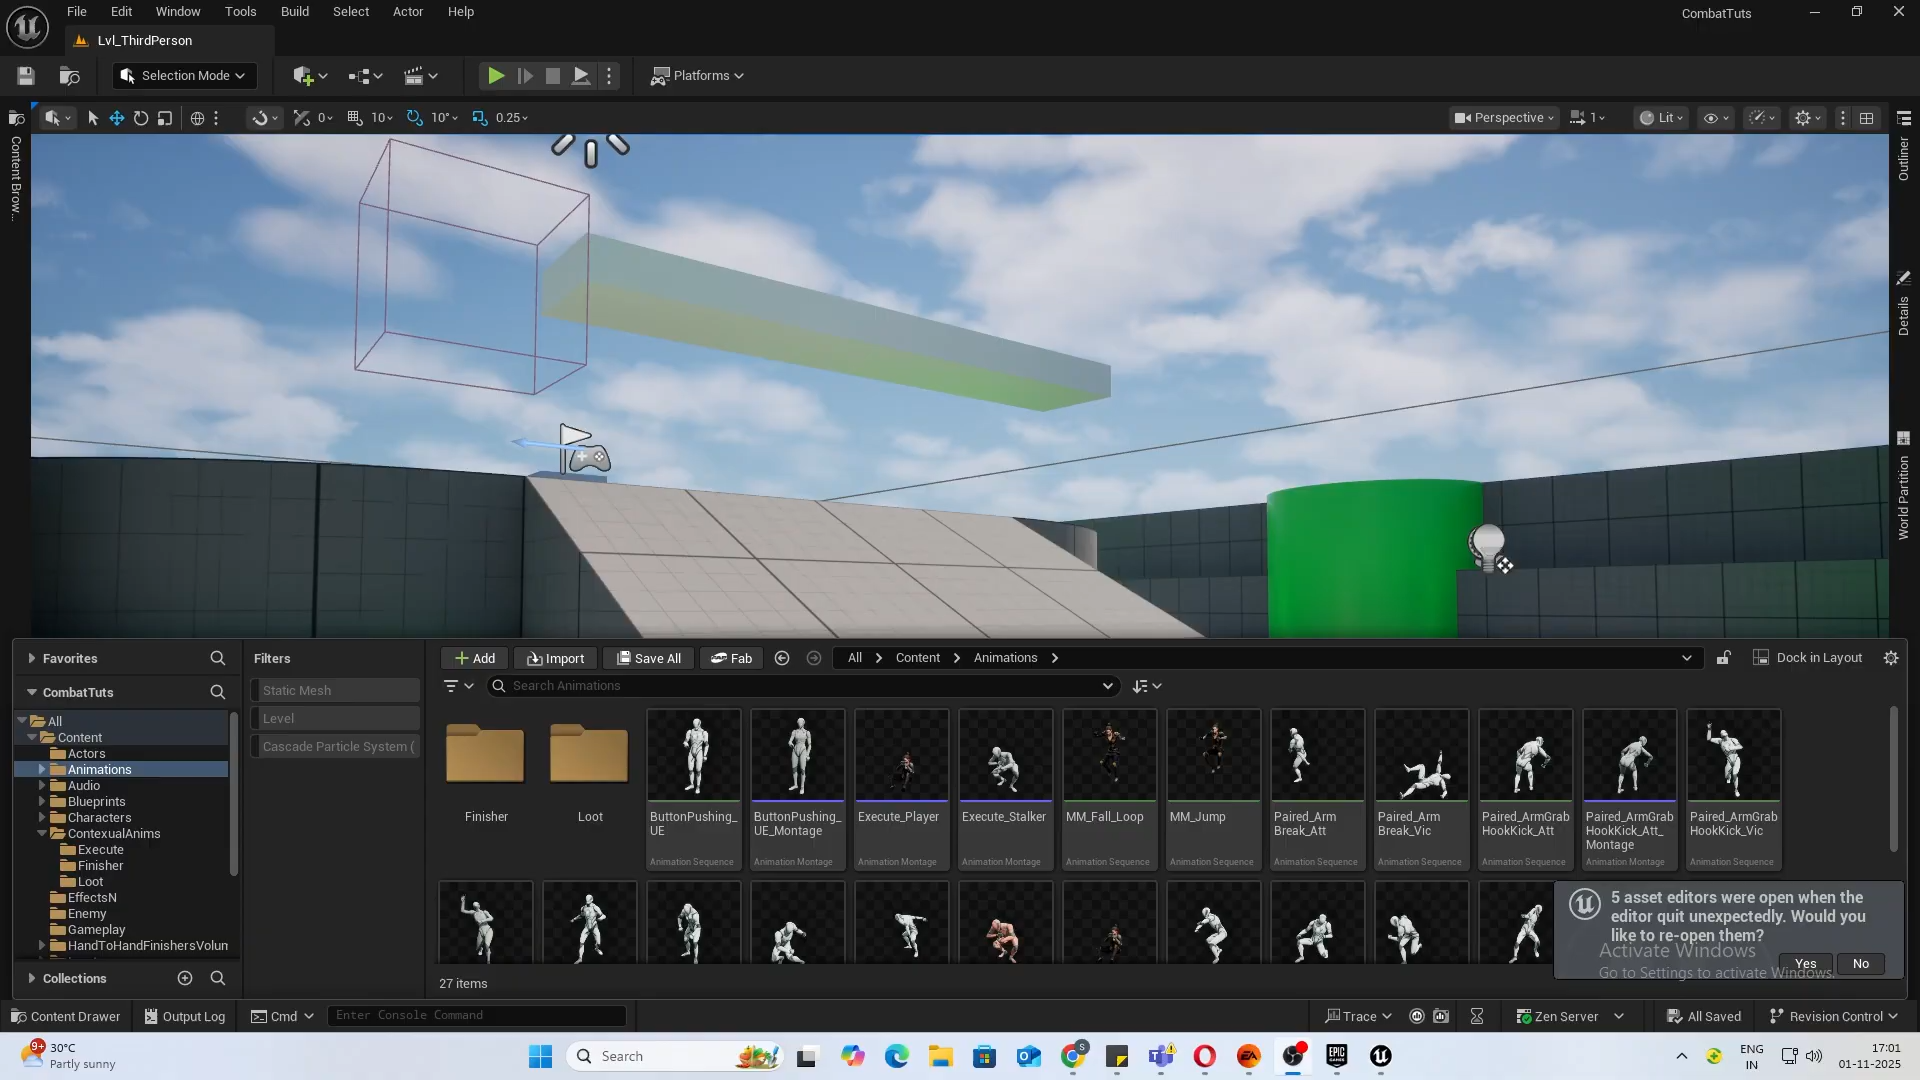 File Edit Window Tools Build Select Actor Help
CombatTuts
Lvl_ThirdPerson
Selection Mode
Platforms
0
10
10°
0.25
Perspective
1
Lit
Content Brow...
Outliner
Details
World Partition
Favorites
CombatTuts
All
Content
Actors
Animations
Audio
Blueprints
Characters
ContexualAnims
Execute
Finisher
Loot
EffectsN
Enemy
Gameplay
HandToHandFinishersVolun
Collections
Filters
Static Mesh
Level
Cascade Particle System (
Add Import Save All Fab All Content Animations Dock in Layout
Search Animations
Finisher
Loot
ButtonPushing_
UE
Animation Sequence
ButtonPushing_
UE_Montage
Animation Montage
Execute_Player
Animation Montage
Execute_Stalker
Animation Montage
MM_Fall_Loop
Animation Sequence
MM_Jump
Animation Sequence
Paired_Arm
Break_Att
Animation Sequence
Paired_Arm
Break_Vic
Animation Sequence
Paired_ArmGrab
HookKick_Att
Animation Sequence
Paired_ArmGrab
HookKick_Att_
Montage
Animation Montage
Paired_ArmGrab
HookKick_Vic
Animation Sequence
27 items
5 asset editors were open when the
editor quit unexpectedly. Would you
like to re-open them?
Yes No
Activate Windows
Go to Settings to activate Windows.
Content Drawer Output Log Cmd Enter Console Command
Trace Zen Server All Saved Revision Control
9+
30°C
Partly sunny
Search
S
EA
EPIC
GAMES
ENG
IN
17:01
01-11-2025